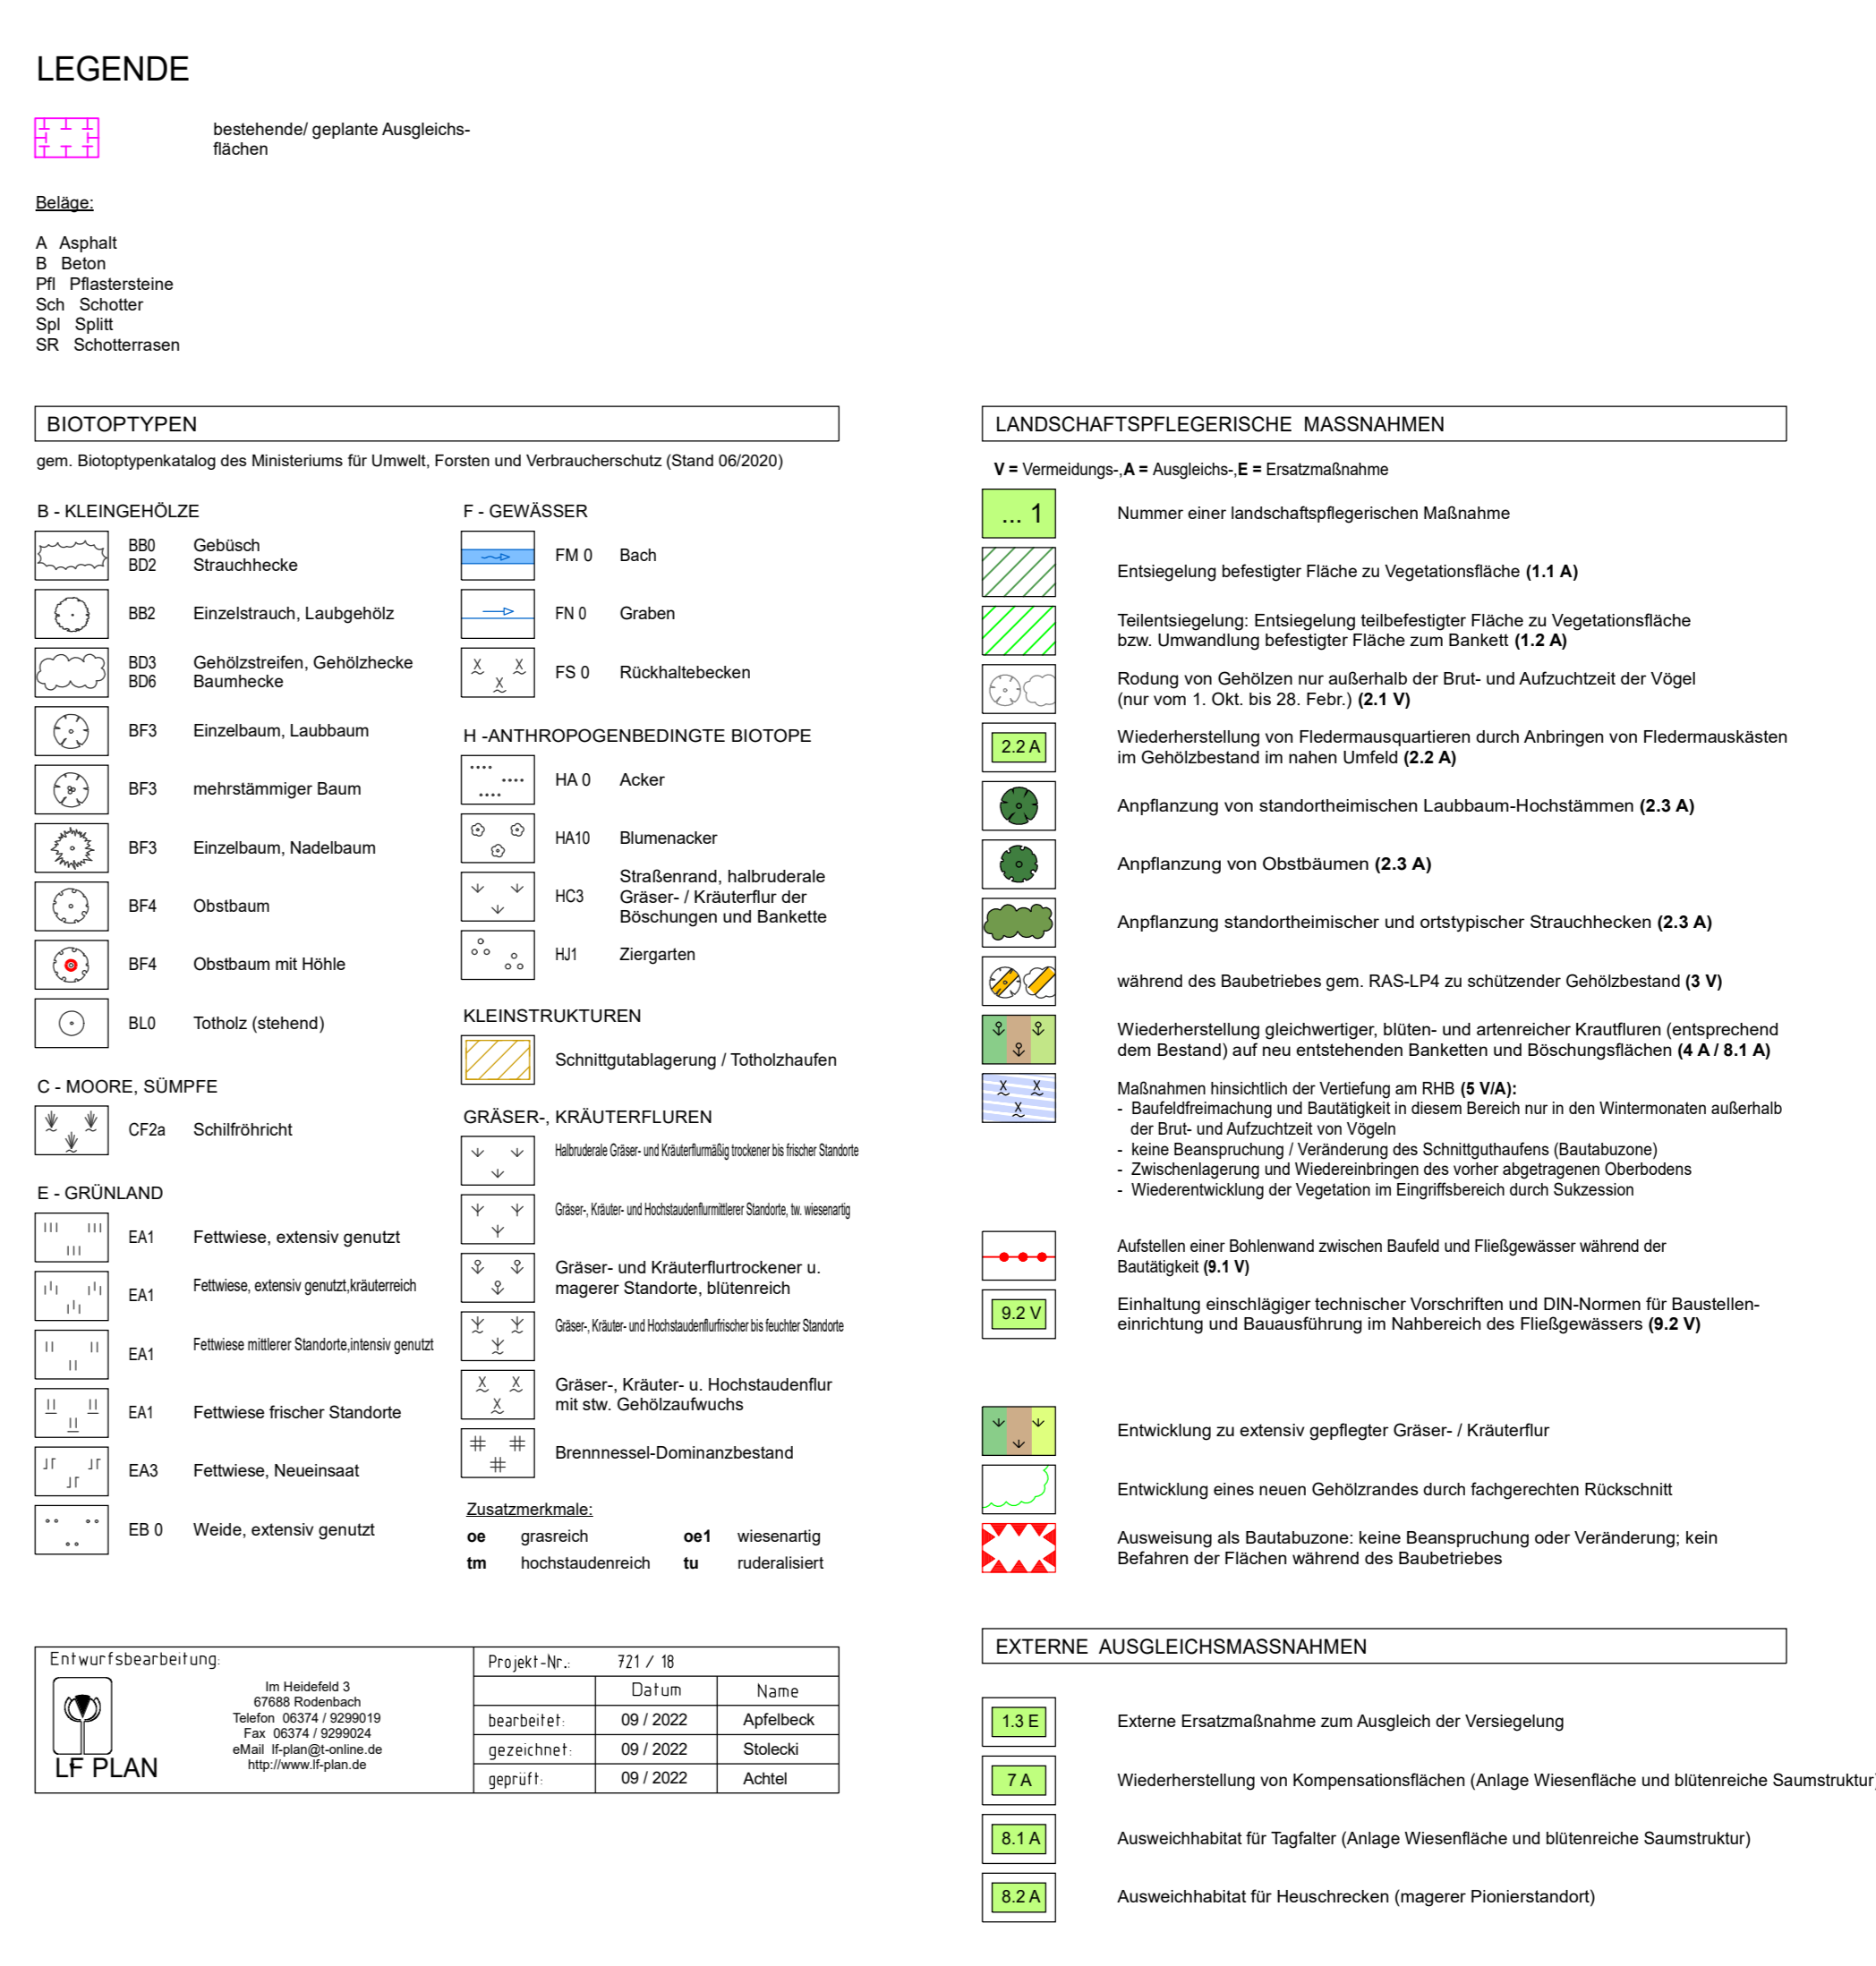 LEGENDE
bestehende/ geplante Ausgleichs-
flächen
Beläge:
A Asphalt
B Beton
Pfl Pflastersteine
Sch Schotter
Spl Splitt
SR Schotterrasen
BIOTOPTYPEN
gem. Biotoptypenkatalog des Ministeriums für Umwelt, Forsten und Verbraucherschutz (Stand 06/2020)
B - KLEINGEHÖLZE
BB0 Gebüsch
BD2 Strauchhecke
BB2 Einzelstrauch, Laubgehölz
BD3 Gehölzstreifen, Gehölzhecke
BD6 Baumhecke
BF3 Einzelbaum, Laubbaum
BF3 mehrstämmiger Baum
BF3 Einzelbaum, Nadelbaum
BF4 Obstbaum
BF4 Obstbaum mit Höhle
BL0 Totholz (stehend)
C - MOORE, SÜMPFE
CF2a Schilfröhricht
E - GRÜNLAND
EA1 Fettwiese, extensiv genutzt
EA1 Fettwiese, extensiv genutzt,kräuterreich
EA1 Fettwiese mittlerer Standorte,intensiv genutzt
EA1 Fettwiese frischer Standorte
EA3 Fettwiese, Neueinsaat
EB 0 Weide, extensiv genutzt
F - GEWÄSSER
FM 0 Bach
FN 0 Graben
FS 0 Rückhaltebecken
H -ANTHROPOGENBEDINGTE BIOTOPE
HA 0 Acker
HA10 Blumenacker
HC3 Straßenrand, halbruderale
Gräser- / Kräuterflur der
Böschungen und Bankette
HJ1 Ziergarten
KLEINSTRUKTUREN
Schnittgutablagerung / Totholzhaufen
GRÄSER-, KRÄUTERFLUREN
Halbruderale Gräser- und Kräuterflurmäßig trockener bis frischer Standorte
Gräser-, Kräuter- und Hochstaudenflurmittlerer Standorte, tw. wiesenartig
Gräser- und Kräuterflurtrockener u.
magerer Standorte, blütenreich
Gräser-, Kräuter- und Hochstaudenflurfrischer bis feuchter Standorte
Gräser-, Kräuter- u. Hochstaudenflur
mit stw. Gehölzaufwuchs
Brennnessel-Dominanzbestand
Zusatzmerkmale:
oe grasreich oe1 wiesenartig
tm hochstaudenreich tu ruderalisiert
Entwurfsbearbeitung:
LF PLAN
Im Heidefeld 3
67688 Rodenbach
Telefon 06374 / 9299019
Fax 06374 / 9299024
eMail lf-plan@t-online.de
http://www.lf-plan.de
Projekt-Nr.: 721 / 18
Datum Name
bearbeitet: 09 / 2022 Apfelbeck
gezeichnet: 09 / 2022 Stolecki
geprüft: 09 / 2022 Achtel
LANDSCHAFTSPFLEGERISCHE MASSNAHMEN
V = Vermeidungs-,A = Ausgleichs-,E = Ersatzmaßnahme
... 1 Nummer einer landschaftspflegerischen Maßnahme
Entsiegelung befestigter Fläche zu Vegetationsfläche (1.1 A)
Teilentsiegelung: Entsiegelung teilbefestigter Fläche zu Vegetationsfläche
bzw. Umwandlung befestigter Fläche zum Bankett (1.2 A)
Rodung von Gehölzen nur außerhalb der Brut- und Aufzuchtzeit der Vögel
(nur vom 1. Okt. bis 28. Febr.) (2.1 V)
2.2 A Wiederherstellung von Fledermausquartieren durch Anbringen von Fledermauskästen
im Gehölzbestand im nahen Umfeld (2.2 A)
Anpflanzung von standortheimischen Laubbaum-Hochstämmen (2.3 A)
Anpflanzung von Obstbäumen (2.3 A)
Anpflanzung standortheimischer und ortstypischer Strauchhecken (2.3 A)
während des Baubetriebes gem. RAS-LP4 zu schützender Gehölzbestand (3 V)
Wiederherstellung gleichwertiger, blüten- und artenreicher Krautfluren (entsprechend
dem Bestand) auf neu entstehenden Banketten und Böschungsflächen (4 A / 8.1 A)
Maßnahmen hinsichtlich der Vertiefung am RHB (5 V/A):
- Baufeldfreimachung und Bautätigkeit in diesem Bereich nur in den Wintermonaten außerhalb
der Brut- und Aufzuchtzeit von Vögeln
- keine Beanspruchung / Veränderung des Schnittguthaufens (Bautabuzone)
- Zwischenlagerung und Wiedereinbringen des vorher abgetragenen Oberbodens
- Wiederentwicklung der Vegetation im Eingriffsbereich durch Sukzession
Aufstellen einer Bohlenwand zwischen Baufeld und Fließgewässer während der
Bautätigkeit (9.1 V)
9.2 V Einhaltung einschlägiger technischer Vorschriften und DIN-Normen für Baustellen-
einrichtung und Bauausführung im Nahbereich des Fließgewässers (9.2 V)
Entwicklung zu extensiv gepflegter Gräser- / Kräuterflur
Entwicklung eines neuen Gehölzrandes durch fachgerechten Rückschnitt
Ausweisung als Bautabuzone: keine Beanspruchung oder Veränderung; kein
Befahren der Flächen während des Baubetriebes
EXTERNE AUSGLEICHSMASSNAHMEN
1.3 E Externe Ersatzmaßnahme zum Ausgleich der Versiegelung
7 A Wiederherstellung von Kompensationsflächen (Anlage Wiesenfläche und blütenreiche Saumstruktur)
8.1 A Ausweichhabitat für Tagfalter (Anlage Wiesenfläche und blütenreiche Saumstruktur)
8.2 A Ausweichhabitat für Heuschrecken (magerer Pionierstandort)